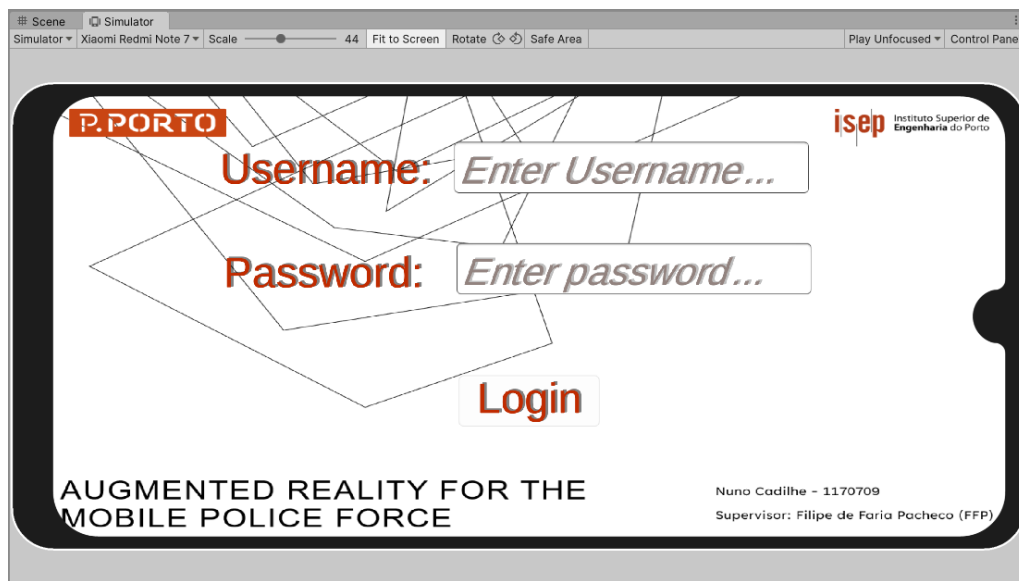 Scene Simulator
Simulator Xiaomi Redmi Note 7 Scale 44 Fit to Screen Rotate Safe Area Play Unfocused Control Pane
P.PORTO
isep Instituto Superior de
Engenharia do Porto
Username: Enter Username...
Password: Enter password...
Login
AUGMENTED REALITY FOR THE
MOBILE POLICE FORCE
Nuno Cadilhe - 1170709
Supervisor: Filipe de Faria Pacheco (FFP)